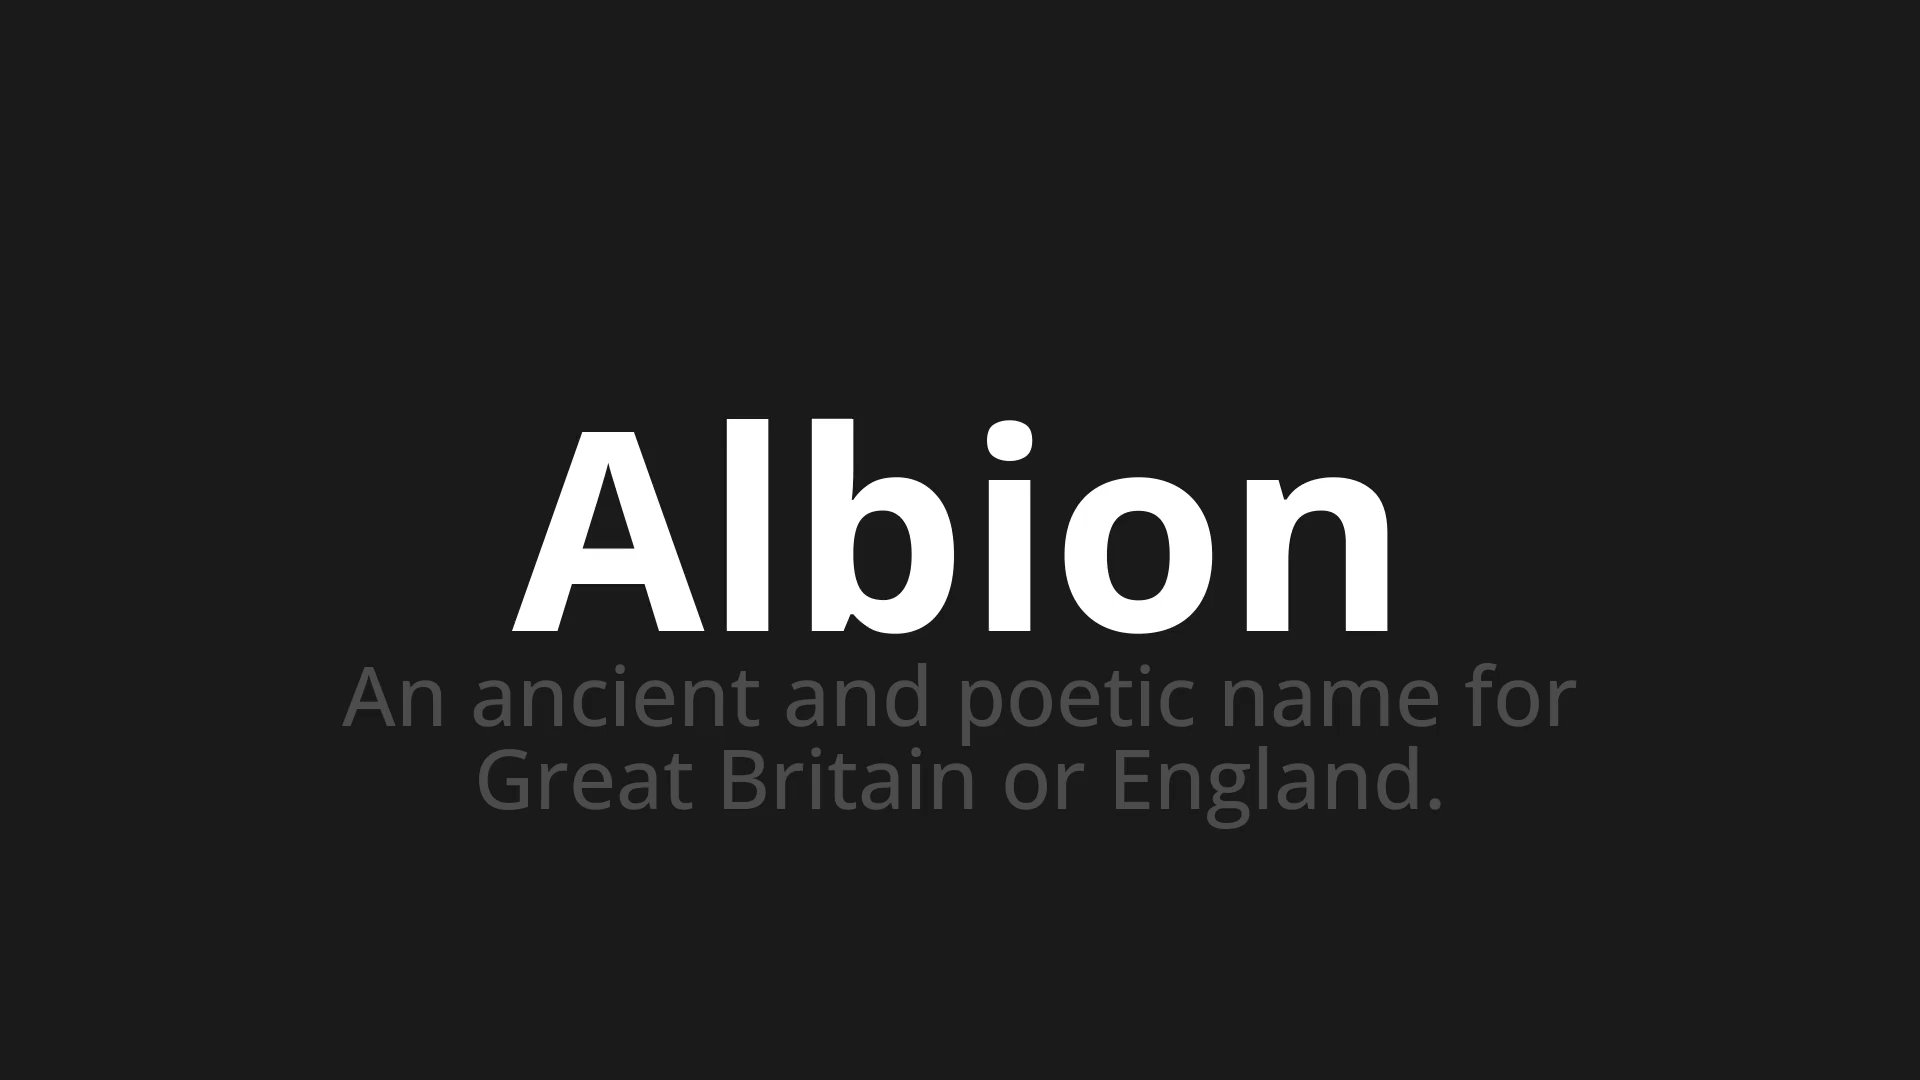 Albion
An ancient and poetic name for
Great Britain or England.